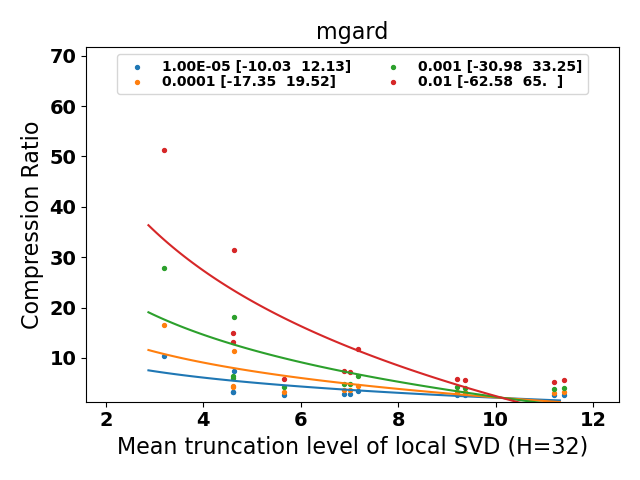 mgard
1.00E-05 [-10.03  12.13]
0.0001 [-17.35  19.52]
0.001 [-30.98  33.25]
0.01 [-62.58  65.  ]
Compression Ratio
70
60
50
40
30
20
10
2 4 6 8 10 12
Mean truncation level of local SVD (H=32)